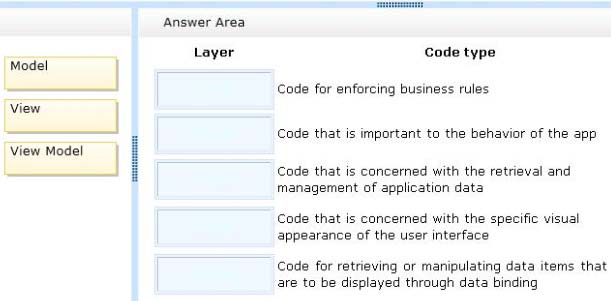 Answer Area
Layer
Code type
Model
View
View Model
Code for enforcing business rules
Code that is important to the behavior of the app
Code that is concerned with the retrieval and
management of application data
Code that is concerned with the specific visual
appearance of the user interface
Code for retrieving or manipulating data items that
are to be displayed through data binding